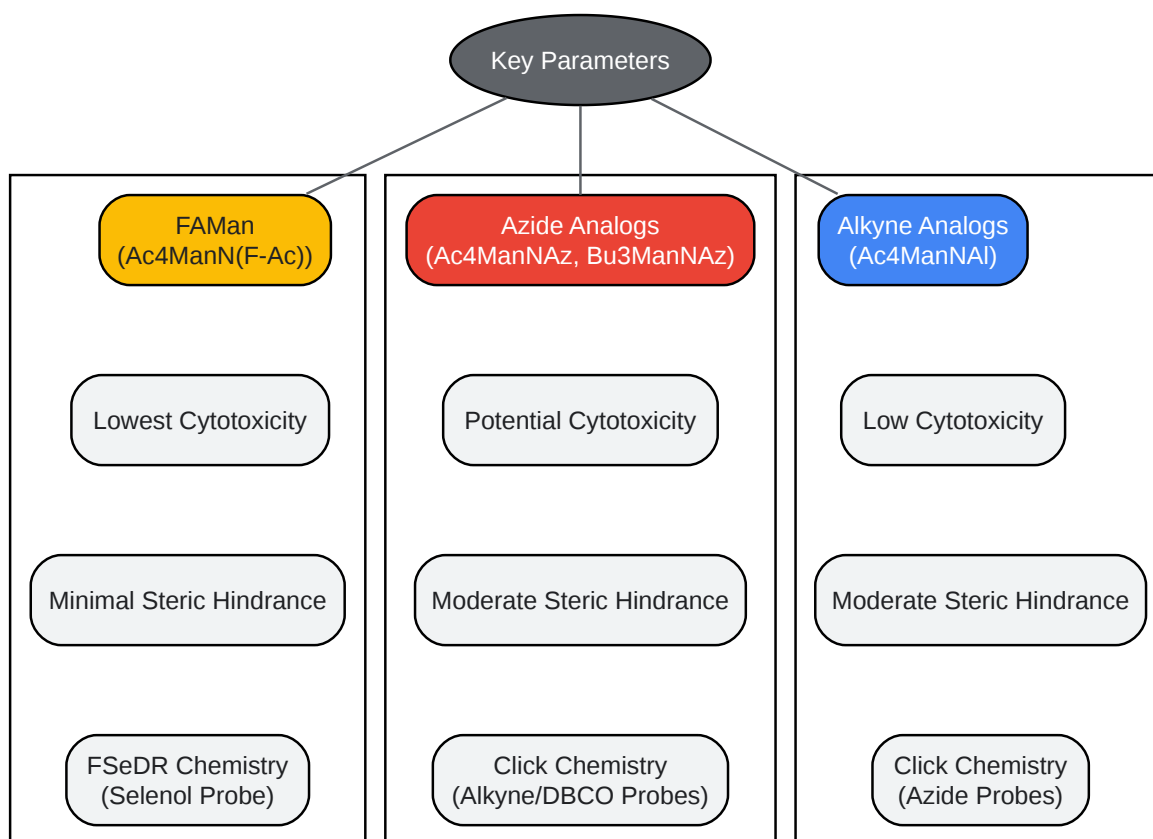 Key Parameters
FAMan
(Ac4ManN(F-Ac))
Lowest Cytotoxicity
Minimal Steric Hindrance
FSeDR Chemistry
(Selenol Probe)
Azide Analogs
(Ac4ManNAz, Bu3ManNAz)
Potential Cytotoxicity
Moderate Steric Hindrance
Click Chemistry
(Alkyne/DBCO Probes)
Alkyne Analogs
(Ac4ManNAl)
Low Cytotoxicity
Moderate Steric Hindrance
Click Chemistry
(Azide Probes)